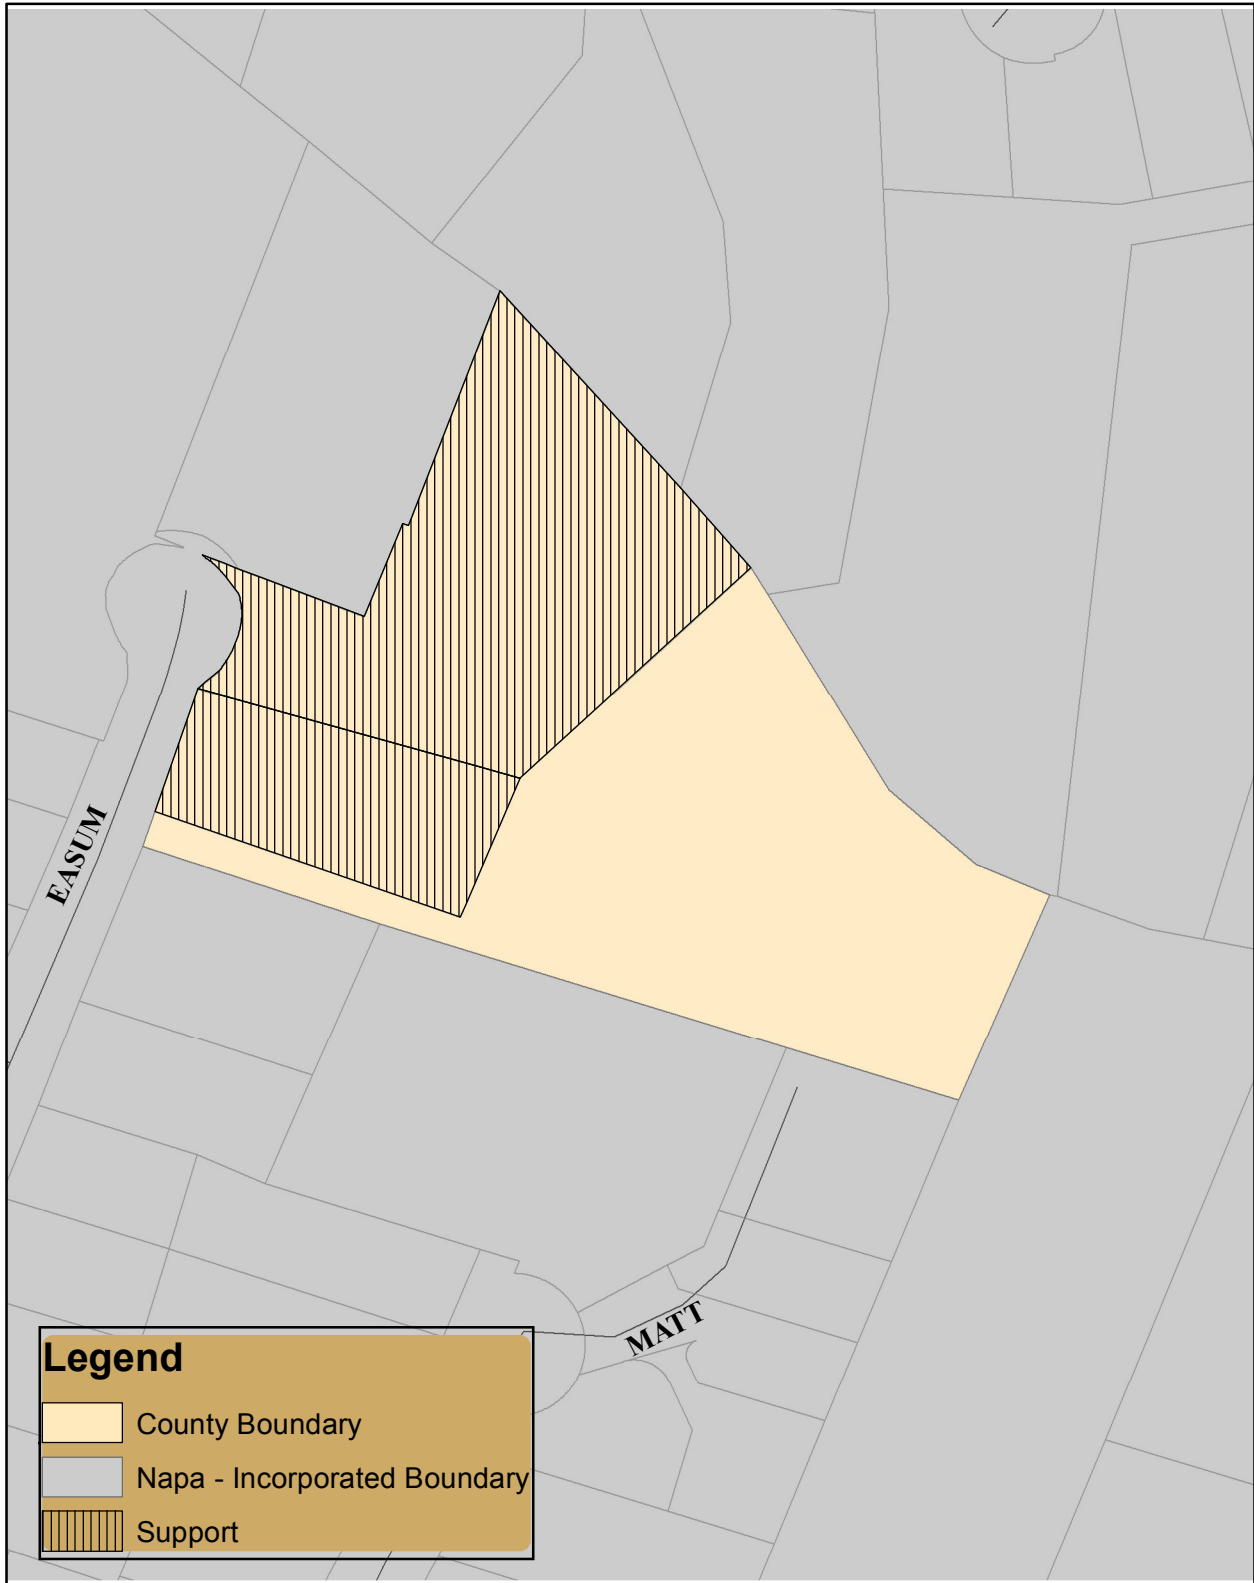 EASUM
MATT
Legend
County Boundary
Napa - Incorporated Boundary
Support